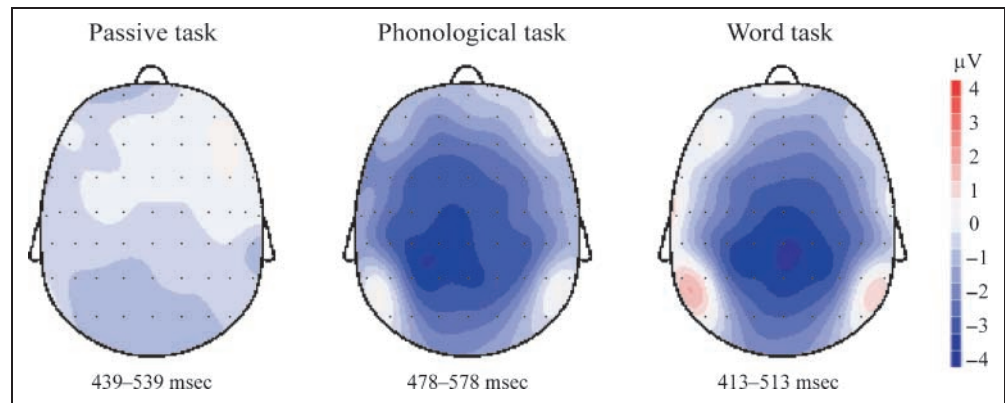 Passive task
Phonological task
Word task
µV
4
3
2
1
0
−1
−2
−3
−4
439–539 msec
478–578 msec
413–513 msec